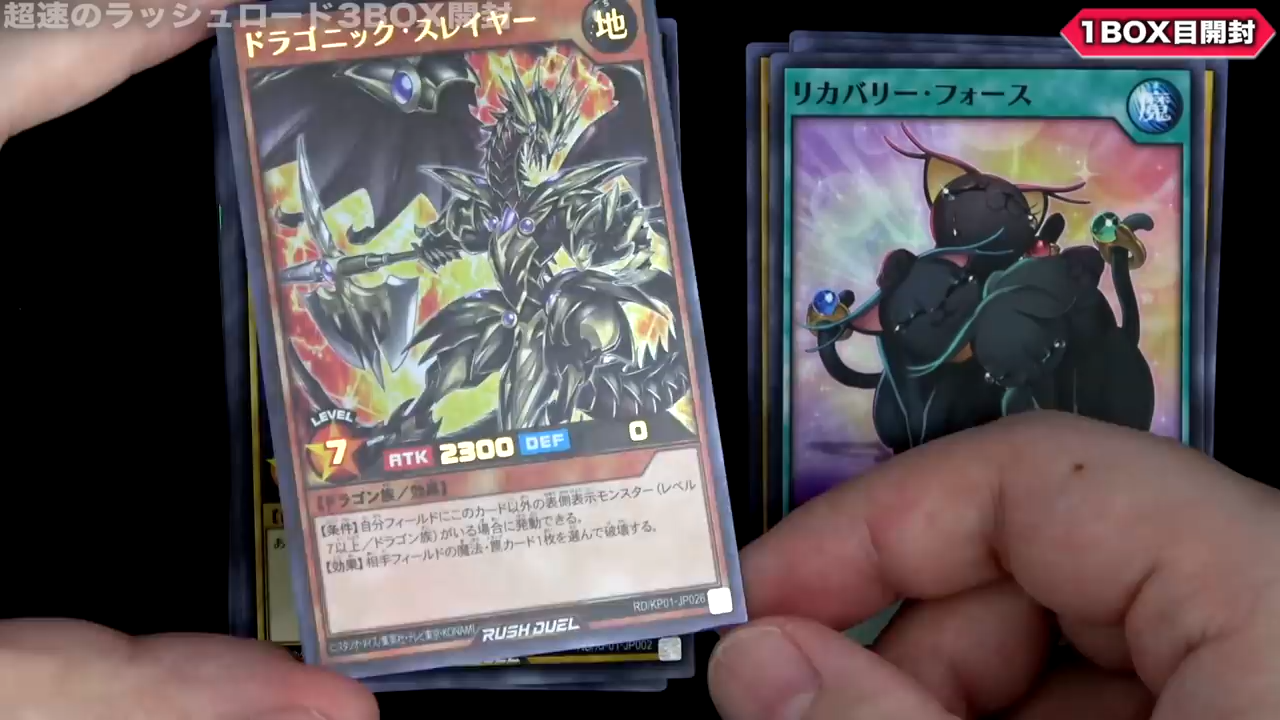 超速のラッシュロード3BOX開封
1BOX目開封
ドラゴニック・スレイヤー
地
LEVEL
7
ATK 2300 DEF 0
【ドラゴン族/効果】
【条件】自分フィールドにこのカード以外の表側表示モンスター(レベル
7以上/ドラゴン族)がいる場合に発動できる。
【効果】相手フィールドの魔法・罠カード1枚を選んで破壊する。
RD/KP01-JP026
RUSH DUEL
リカバリー・フォース
魔